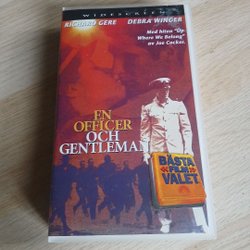 WIDESCREEN
RICHARD GERE DEBRA WINGER
Med hiten "Up
Where We Belong"
av Joe Cocker.
EN
OFFICER
OCH
GENTLEMAN
BÄSTA
FILM
VALET